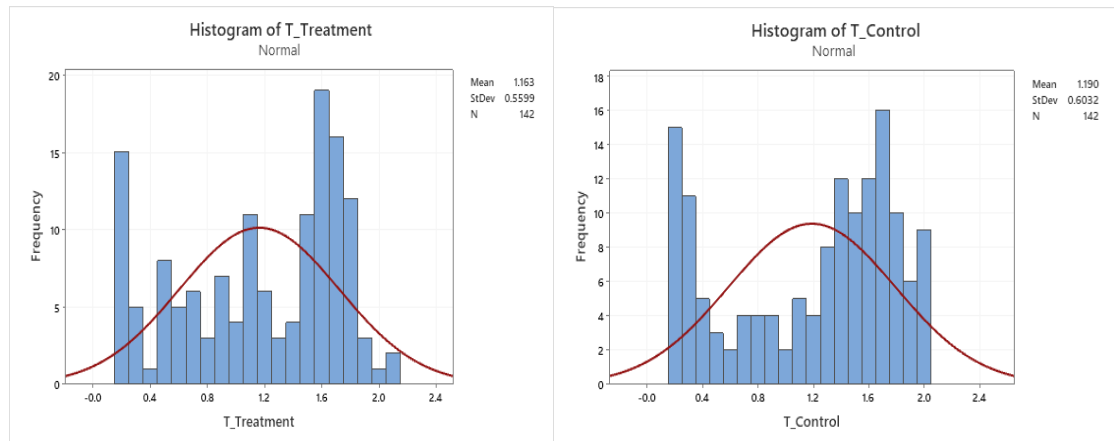 Histogram of T_Treatment
Normal
Mean 1.163
StDev 0.5599
N 142
20
15
10
5
0
Frequency
-0.0 0.4 0.8 1.2 1.6 2.0 2.4
T_Treatment
Histogram of T_Control
Normal
Mean 1.190
StDev 0.6032
N 142
18
16
14
12
10
8
6
4
2
0
Frequency
-0.0 0.4 0.8 1.2 1.6 2.0 2.4
T_Control